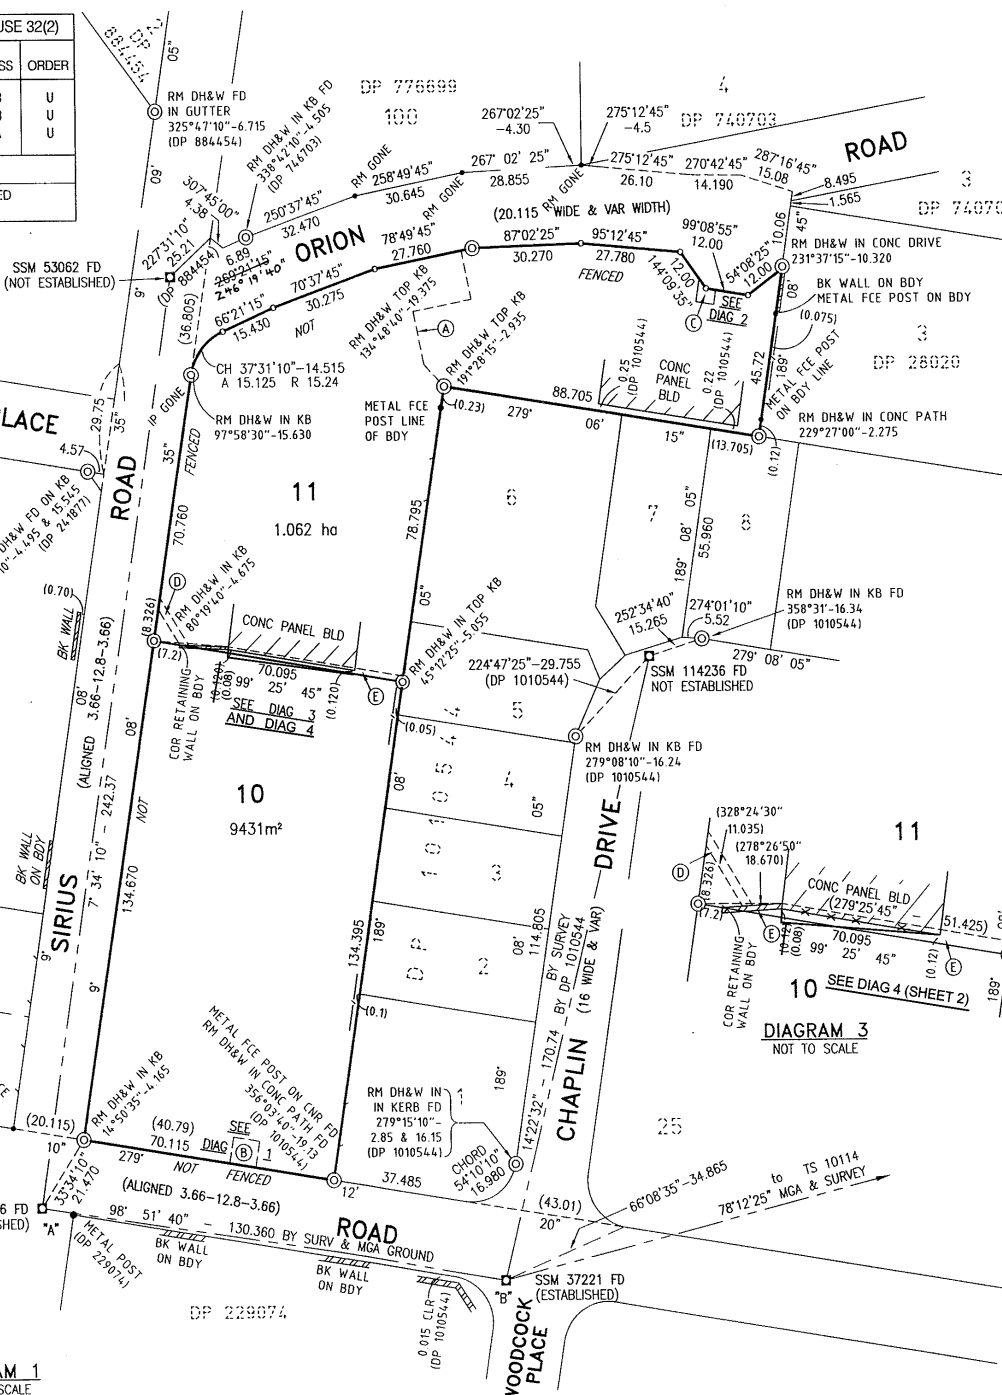 USE 32(2)
SS ORDER
U
U
U
ED
DP 2
884454
05"
09'
RM DH&W FD
IN GUTTER
325°47'10"-6.715
(DP 884454)
RM DH&W IN KB FD
338°42'10"-4.505
(DP 746703)
DP 776699
100
267°02'25"
-4.30
275°12'45"
-4.5
4
DP 740703
ROAD
3
RM GONE
258°49'45"
30.645
RM GONE
267 02' 25"
28.855
RM GONE
275°12'45"
26.10
270°42'45"
14.190
287°16'45"
15.08
8.495
1.565
10.06
45"
307°45'00"
4.38
250°37'45"
32.470
6.89
269°21'15"
246°19'40"
ORION
(20.115 WIDE & VAR WIDTH)
227°31'10"
25.21
(DP 884454)
SSM 53062 FD
(NOT ESTABLISHED)
9'
(36.805)
66°21'15"
15.430
70°37'45"
30.275
NOT
78°49'45"
27.760
87°02'25"
30.270
95°12'45"
27.780
FENCED
99°08'55"
12.00
144°09'35"
12.00
54°08'25"
12.00
SEE
DIAG 2
C
RM DH&W IN CONC DRIVE
231°37'15"-10.320
BK WALL ON BDY
METAL FCE POST ON BDY
(0.075)
08'
45.72
189°
METAL FCE POST
ON BDY LINE
3
DP 28020
RM DH&W TOP KB
134°48'40"-19.375
A
RM DH&W TOP KB
191°28'15"-2.935
CH 37°31'10"-14.515
A 15.125 R 15.24
RM DH&W IN KB
97°58'30"-15.630
IP GONE
METAL FCE
POST LINE
OF BDY
(0.23)
279°
88.705
06'
15"
0.25
(DP 1010544)
CONC
PANEL
BLD
0.22
(DP 1010544)
(13.705)
(0.12)
RM DH&W IN CONC PATH
229°27'00"-2.275
LACE
29.75
35"
4.57
ROAD
35"
FENCED
70.760
11
1.062 ha
78.795
05"
6
7
8
189° 08' 05"
55.960
DH&W FD ON KB
10"-4.495 & 15.545
(DP 241877)
(0.70)
BK WALL
(8.326)
D
RM DH&W IN KB
80°19'40"-4.675
CONC PANEL BLD
(7.2)
(0.120)
(0.08)
70.095
99° 25' 45"
SEE DIAG 3
AND DIAG 4
(0.120)
E
COR RETAINING
WALL ON BDY
RM DH&W IN TOP KB
45°12'25"-5.055
252°34'40"
15.265
274°01'10"
5.52
RM DH&W IN KB FD
358°31'-16.34
(DP 1010544)
279° 08' 05"
224°47'25"-29.755
(DP 1010544)
SSM 114236 FD
NOT ESTABLISHED
(0.05)
5
4
RM DH&W IN KB FD
279°08'10"-16.24
(DP 1010544)
08'
(ALIGNED 3.66-12.8-3.66)
7° 34' 10" - 242.37
08'
NOT
10
9431m²
134.670
134.395
08'
189°
DP 1010544
3
2
05"
08'
189°
114.805
14°22'32" - 170.74 BY SURVEY
BY DP 1010544
(16 WIDE & VAR)
CHAPLIN DRIVE
BK WALL
ON BDY
SIRIUS
9'
9°
(0.1)
METAL FCE POST ON CNR FD
RM DH&W IN CONC PATH FD
356°03'40"-19.13
(DP 1010544)
RM DH&W IN KB
14°50'35"-4.165
(20.115)
10"
(40.79)
70.115
279°
SEE
DIAG B 1
NOT FENCED
12'
RM DH&W IN
IN KERB FD
279°15'10"-
2.85 & 16.15
(DP 1010544)
1
CHORD
54°10'10"
16.980
37.485
(43.01)
20"
25
66°08'35"-34.865
to TS 10114
78°12'25" MGA & SURVEY
33°34'10"
21.470
6 FD
SHED)
"A"
(ALIGNED 3.66-12.8-3.66)
ROAD
98° 51' 40" - 130.360 BY SURV & MGA GROUND
METAL POST
(DP 229074)
BK WALL
ON BDY
BK WALL
ON BDY
DP 229074
0.015 CLR
(DP 1010544)
"B"
SSM 37221 FD
(ESTABLISHED)
WOODCOCK
PLACE
(328°24'30"
11.035)
(278°26'50"
18.670)
11
D
(8.326)
(7.2)
CONC PANEL BLD
(279°25'45")
51.425)
E
(0.12)
(0.08)
70.095
99° 25' 45"
(0.12)
E
08'
189°
COR RETAINING
WALL ON BDY
10
SEE DIAG 4 (SHEET 2)
DIAGRAM 3
NOT TO SCALE
AM 1
SCALE